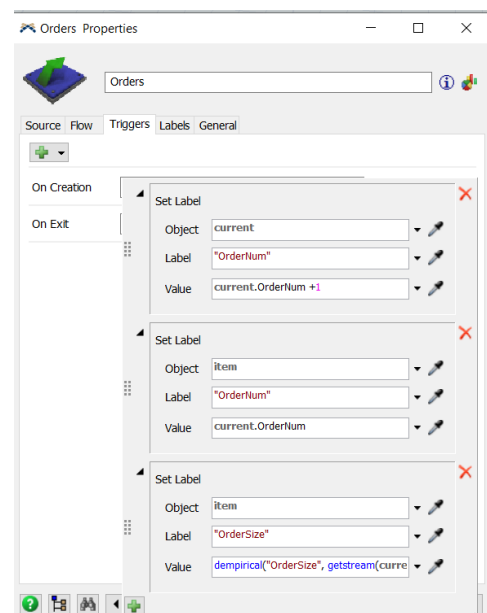 Orders Properties
Orders
Source Flow Triggers Labels General
On Creation
On Exit
Set Label
Object current
Label "OrderNum"
Value current.OrderNum +1
Set Label
Object item
Label "OrderNum"
Value current.OrderNum
Set Label
Object item
Label "OrderSize"
Value dempirical("OrderSize", getstream(curre